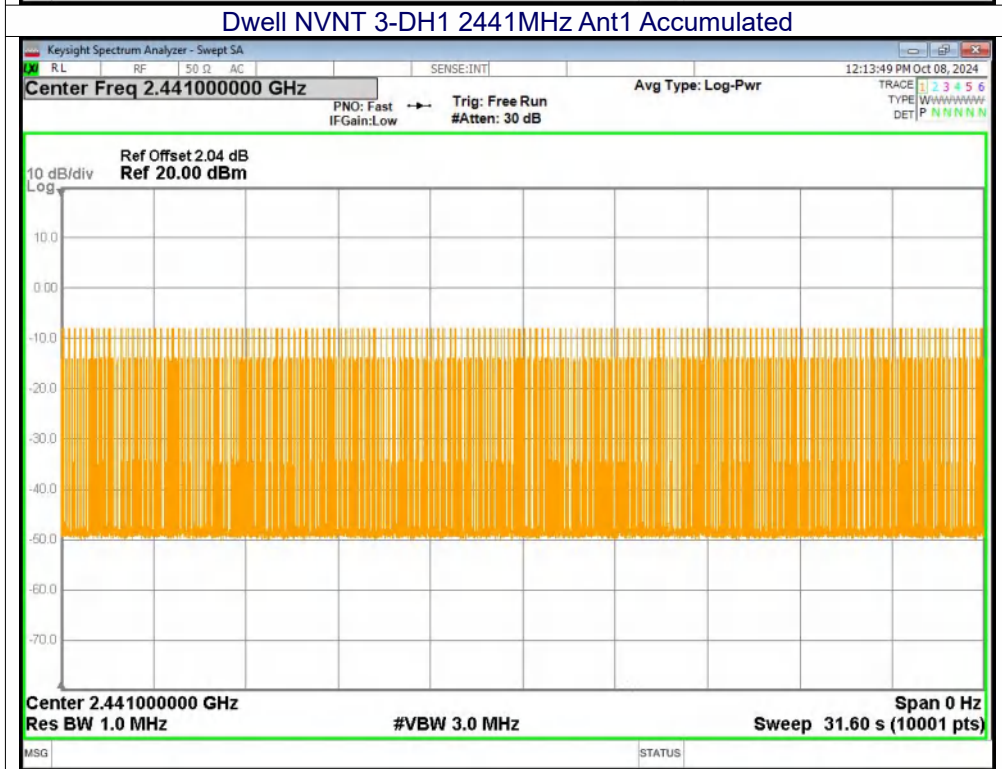 Dwell NVNT 3-DH1 2441MHz Ant1 Accumulated
Keysight Spectrum Analyzer - Swept SA
LXI RL RF 50 Ω AC SENSE:INT 12:13:49 PM Oct 08, 2024
Center Freq 2.441000000 GHz Avg Type: Log-Pwr TRACE 1 2 3 4 5 6
PNO: Fast Trig: Free Run TYPE WWWWWWW
IFGain:Low #Atten: 30 dB DET P N N N N N
Ref Offset 2.04 dB
10 dB/div Ref 20.00 dBm
Log
10.0
0.00
-10.0
-20.0
-30.0
-40.0
-50.0
-60.0
-70.0
Center 2.441000000 GHz Span 0 Hz
Res BW 1.0 MHz #VBW 3.0 MHz Sweep 31.60 s (10001 pts)
MSG STATUS